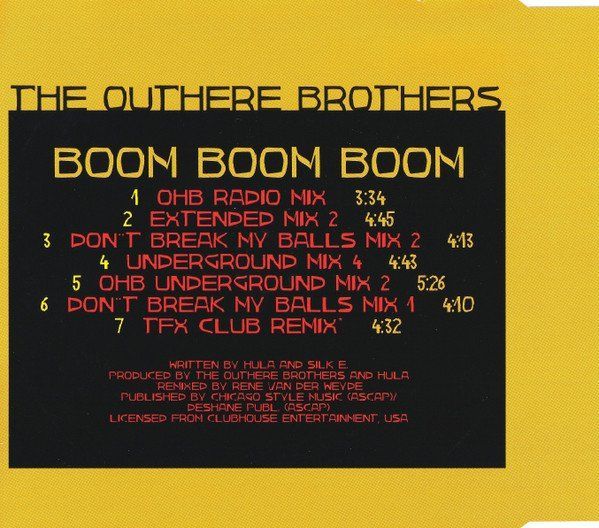 THE OUTHERE BROTHERS
BOOM BOOM BOOM
1 OHB RADIO MIX 3:34
2 EXTENDED MIX 2 4:45
3 DON"T BREAK MY BALLS MIX 2 4:13
4 UNDERGROUND MIX 4 4:43
5 OHB UNDERGROUND MIX 2 5:26
6 DON"T BREAK MY BALLS MIX 1 4:10
7 TFX CLUB REMIX* 4:32
WRITTEN BY HULA AND SILK E.
PRODUCED BY THE OUTHERE BROTHERS AND HULA
REMIXED BY RENE VAN DER WEYDE
PUBLISHED BY CHICAGO STYLE MUSIC (ASCAP)/
DESHANE PUBL. (ASCAP)
LICENSED FROM CLUBHOUSE ENTERTAINMENT, USA